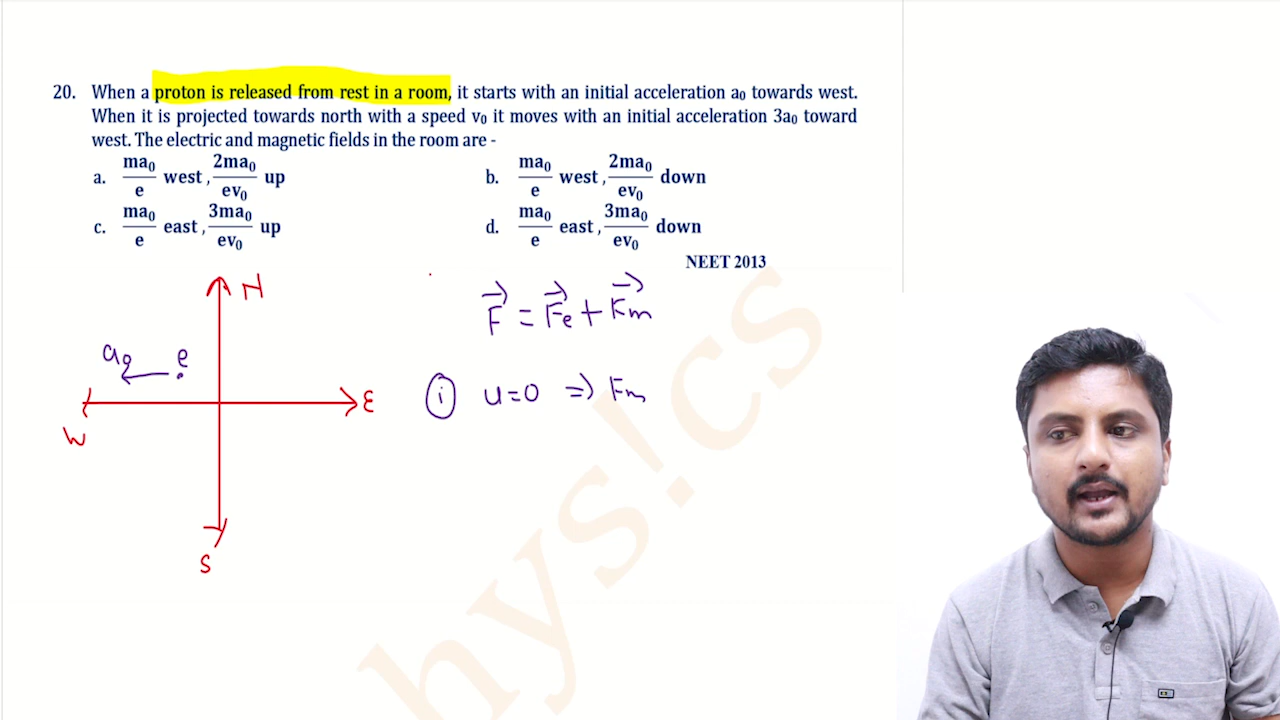 20. When a proton is released from rest in a room, it starts with an initial acceleration a₀ towards west.
When it is projected towards north with a speed v₀ it moves with an initial acceleration 3a₀ toward
west. The electric and magnetic fields in the room are -
a. ma₀/e west, 2ma₀/ev₀ up
b. ma₀/e west, 2ma₀/ev₀ down
c. ma₀/e east, 3ma₀/ev₀ up
d. ma₀/e east, 3ma₀/ev₀ down
NEET 2013
N
F⃗ = F⃗e + F⃗m
a₀ e
E
W
i u=0 ⇒ Fm
S
hys!cs